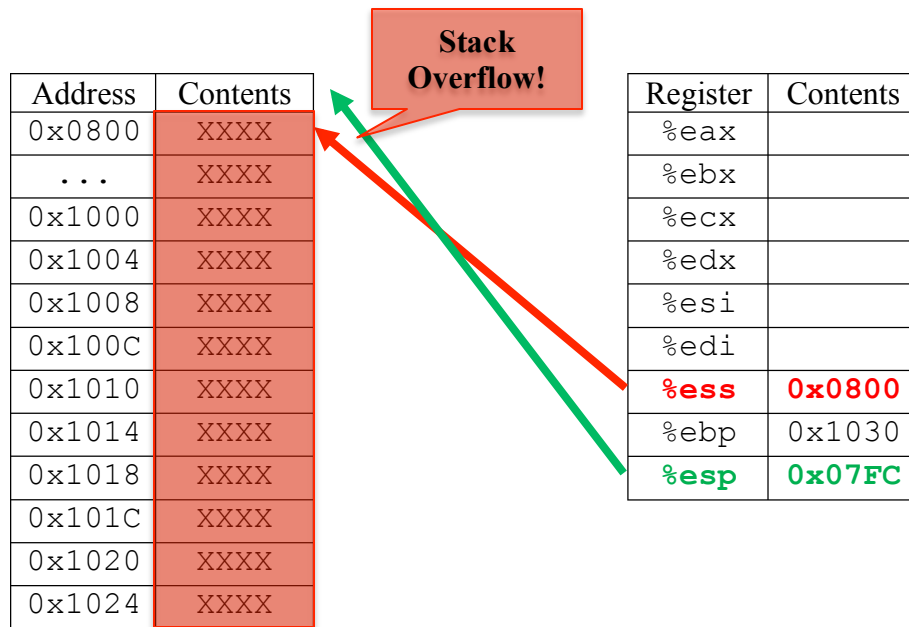 Stack
Overflow!
Address Contents
0x0800 XXXX
... XXXX
0x1000 XXXX
0x1004 XXXX
0x1008 XXXX
0x100C XXXX
0x1010 XXXX
0x1014 XXXX
0x1018 XXXX
0x101C XXXX
0x1020 XXXX
0x1024 XXXX
Register Contents
%eax
%ebx
%ecx
%edx
%esi
%edi
%ess 0x0800
%ebp 0x1030
%esp 0x07FC